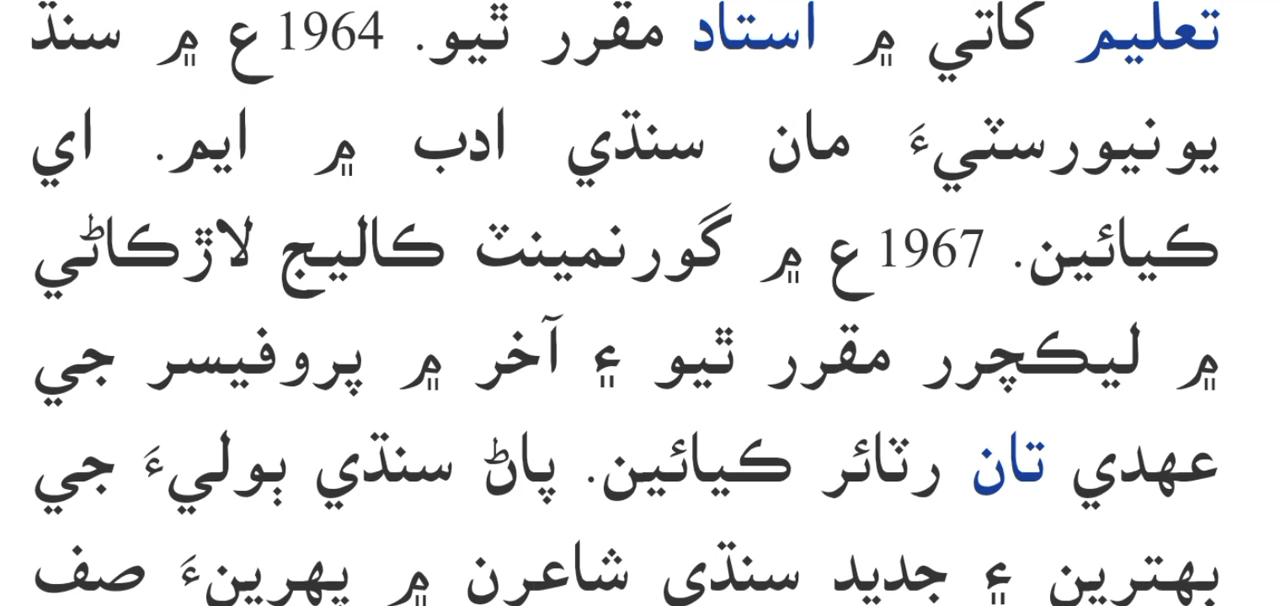 تعليم کاتي ۾ استاد مقرر ٿيو. 1964ع ۾ سنڌ
يونيورسٽيءَ مان سنڌي ادب ۾ ايم. اي
ڪيائين. 1967ع ۾ گورنمينٽ ڪاليج لاڙڪاڻي
۾ ليڪچرر مقرر ٿيو ۽ آخر ۾ پروفيسر جي
عهدي تان رٽائر ڪيائين. پاڻ سنڌي ٻوليءَ جي
بهترين ۽ جديد سنڌي شاعرن ۾ پهرينءَ صف